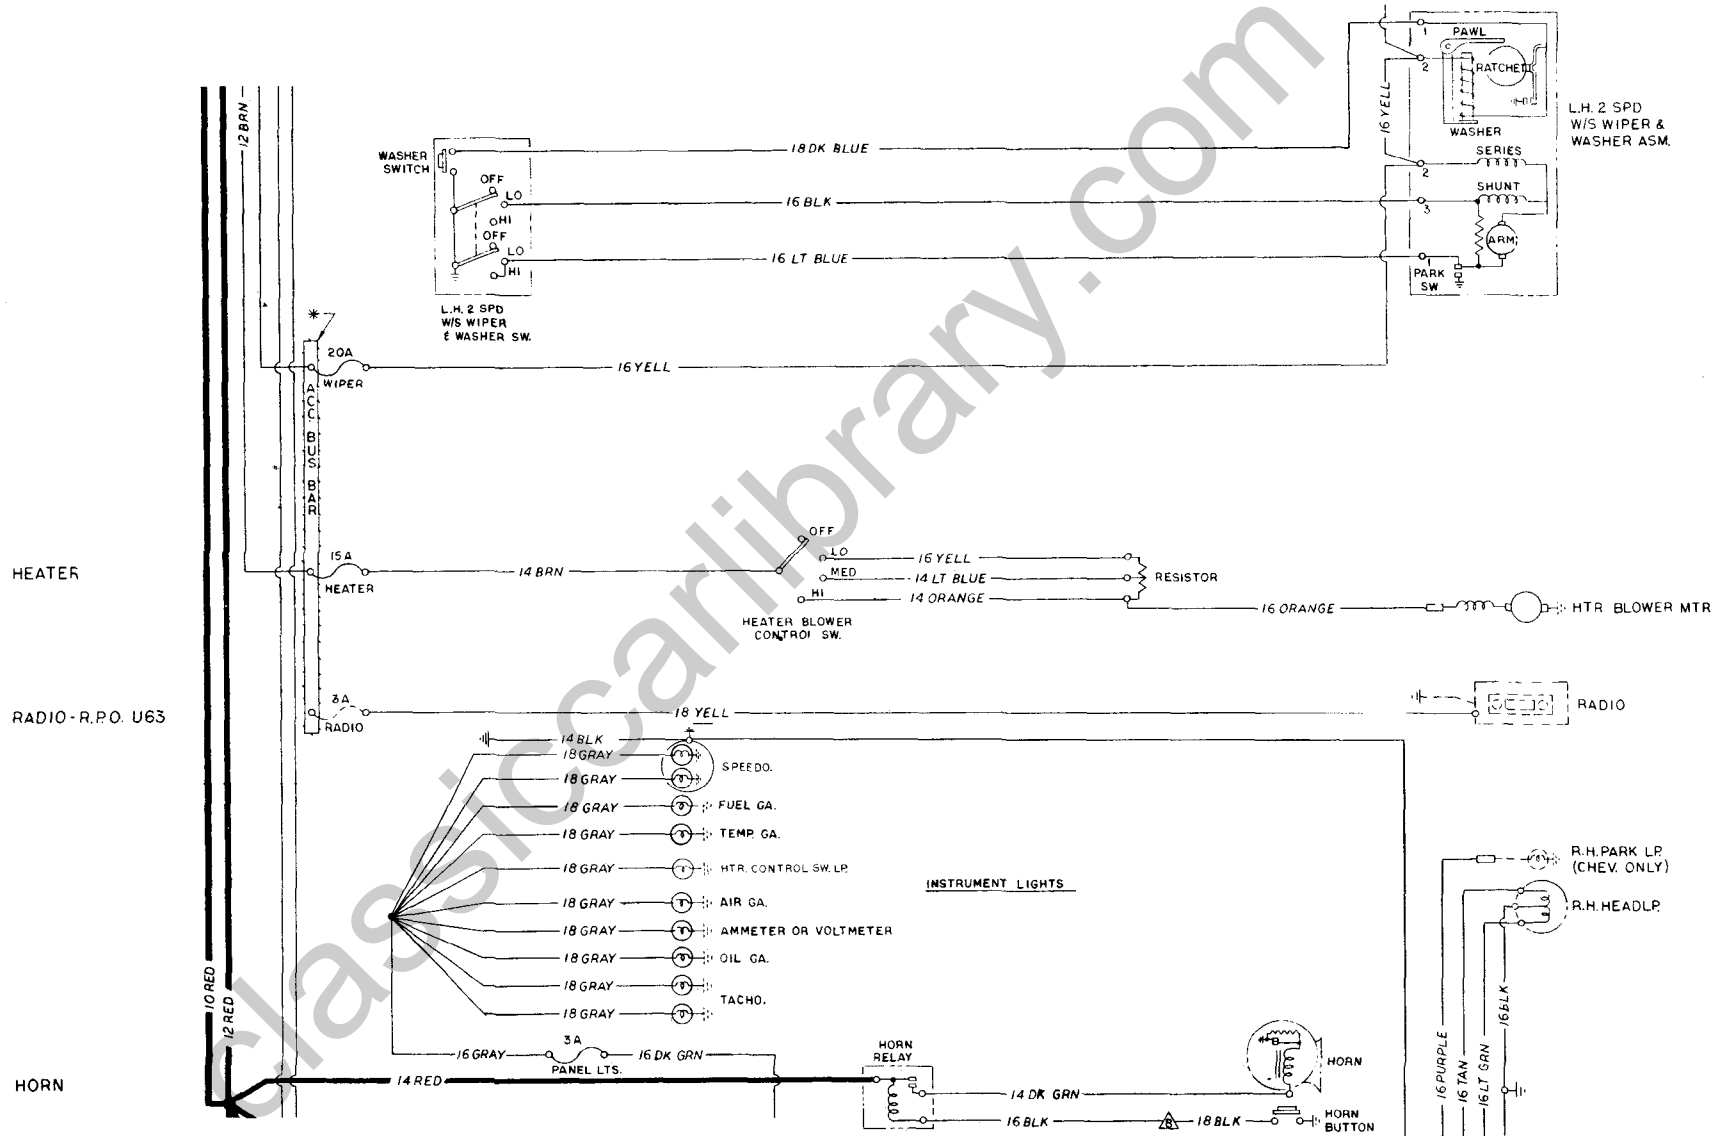 classiccarlibrary.com
12 BRN
WASHER
SWITCH
OFF
LO
HI
OFF
LO
HI
L.H. 2 SPD
W/S WIPER
& WASHER SW.
18 DK BLUE
16 BLK
16 LT BLUE
16 YELL
1
PAWL
2
RATCHET
WASHER
SERIES
2
SHUNT
3
ARM.
1
PARK
SW
L.H. 2 SPD
W/S WIPER &
WASHER ASM.
*
20A
WIPER
16 YELL
ACC. BUS BAR
HEATER
15A
HEATER
14 BRN
OFF
LO
MED
HI
HEATER BLOWER
CONTROL SW.
16 YELL
14 LT BLUE
14 ORANGE
RESISTOR
16 ORANGE
HTR BLOWER MTR
RADIO - R.P.O. U63
3A
RADIO
18 YELL
RADIO
14 BLK
18 GRAY
18 GRAY
SPEEDO.
18 GRAY
FUEL GA.
18 GRAY
TEMP. GA.
18 GRAY
HTR. CONTROL SW. LP.
18 GRAY
AIR GA.
18 GRAY
AMMETER OR VOLTMETER
18 GRAY
OIL GA.
18 GRAY
18 GRAY
TACHO.
INSTRUMENT LIGHTS
R.H. PARK LP.
(CHEV. ONLY)
R.H. HEADLP.
10 RED
12 RED
16 GRAY
3A
PANEL LTS.
16 DK GRN
HORN
14 RED
HORN
RELAY
14 DK GRN
16 BLK
B
18 BLK
HORN
HORN
BUTTON
16 PURPLE
16 TAN
16 LT GRN
16 BLK